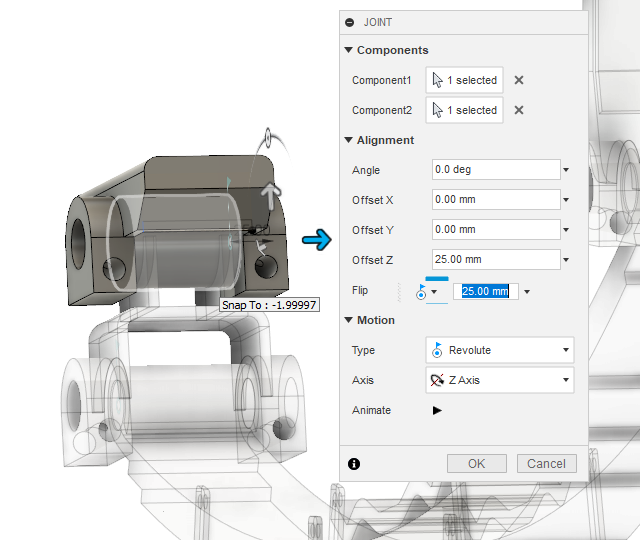 JOINT
Components
Component1
1 selected
Component2
1 selected
Alignment
Angle
0.0 deg
Offset X
0.00 mm
Offset Y
0.00 mm
Offset Z
25.00 mm
Flip
25.00 mm
Snap To : -1.99997
Motion
Type
Revolute
Axis
Z Axis
Animate
OK
Cancel